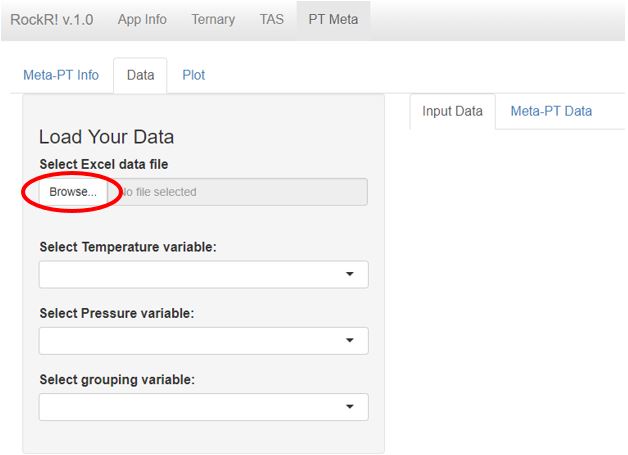 RockR! v.1.0 App Info Ternary TAS PT Meta
Meta-PT Info Data Plot
Input Data Meta-PT Data
Load Your Data
Select Excel data file
Browse... No file selected
Select Temperature variable:
Select Pressure variable:
Select grouping variable: